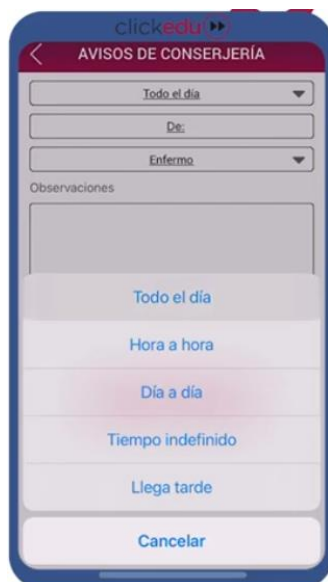 clickedu
AVISOS DE CONSERJERÍA
Todo el día
De:
Enfermo
Observaciones
Todo el día
Hora a hora
Día a día
Tiempo indefinido
Llega tarde
Cancelar